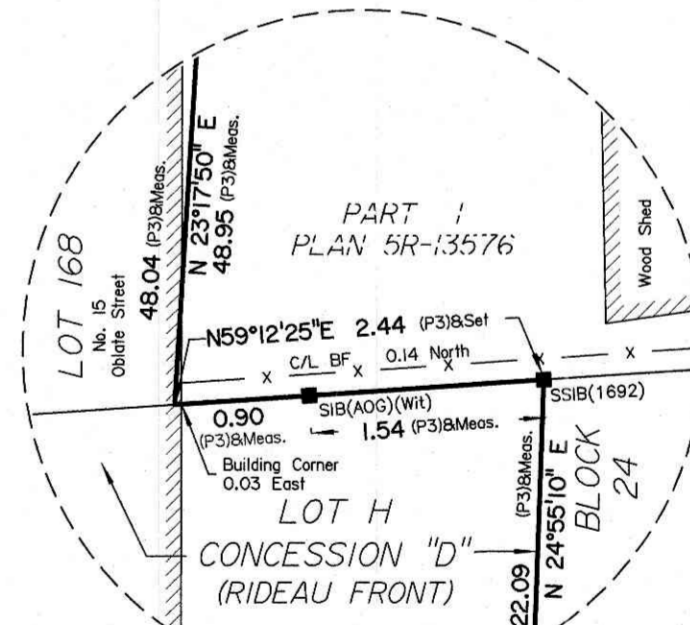 LOT 168
No. 15
Oblate Street
48.04 (P3)&Meas.
N 23°17'50" E
48.95 (P3)&Meas.
PART 1
PLAN 5R-13576
Wood Shed
N59°12'25"E 2.44 (P3)&Set
x C/L BF x 0.14 North x x x
SIB(AOG)(Wit)
SSIB(1692)
0.90
(P3)&Meas.
1.54 (P3)&Meas.
Building Corner
0.03 East
LOT H
CONCESSION "D"
(RIDEAU FRONT)
22.09 (P3)&Meas.
N 24°55'10" E
BLOCK
24